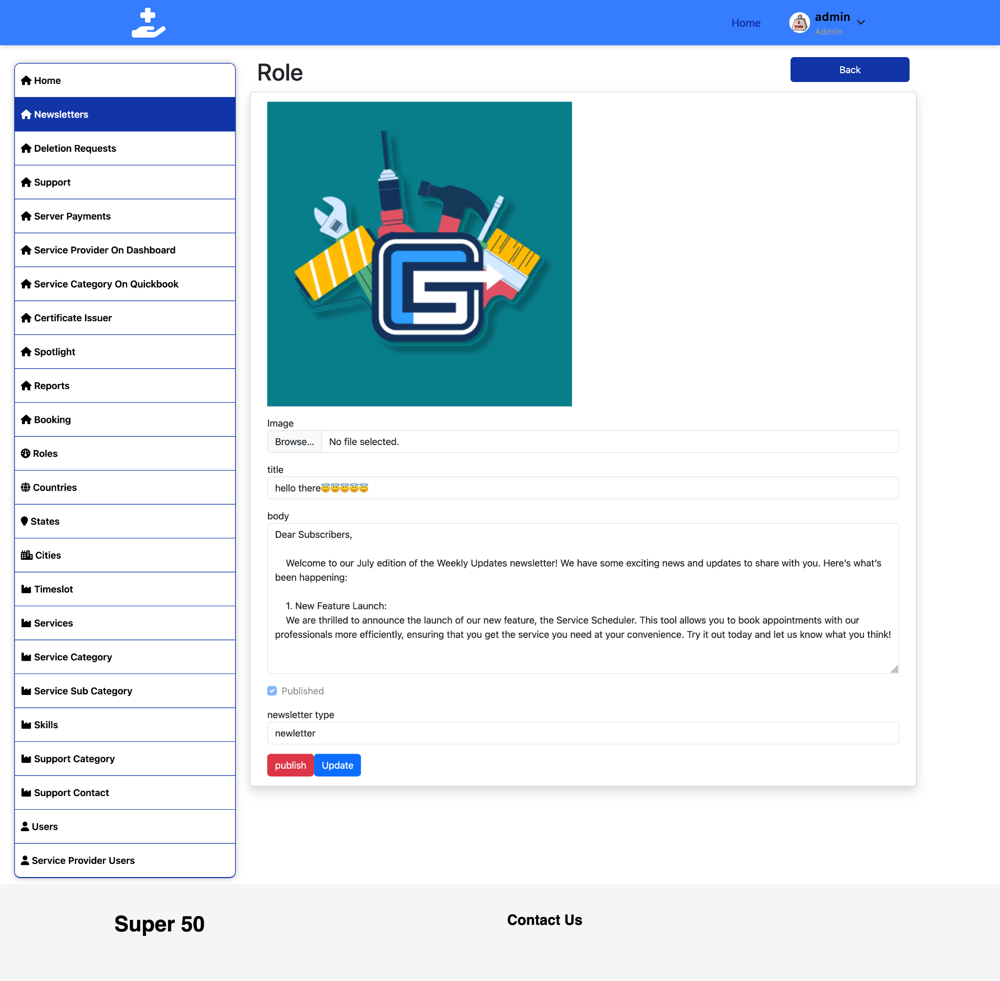 Home
admin
Admin
Home
Newsletters
Deletion Requests
Support
Server Payments
Service Provider On Dashboard
Service Category On Quickbook
Certificate Issuer
Spotlight
Reports
Booking
Roles
Countries
States
Cities
Timeslot
Services
Service Category
Service Sub Category
Skills
Support Category
Support Contact
Users
Service Provider Users
Role
Back
Image
Browse... No file selected.
title
hello there😇😇😇😇😇
body
Dear Subscribers,
Welcome to our July edition of the Weekly Updates newsletter! We have some exciting news and updates to share with you. Here’s what’s
been happening:
1. New Feature Launch:
We are thrilled to announce the launch of our new feature, the Service Scheduler. This tool allows you to book appointments with our
professionals more efficiently, ensuring that you get the service you need at your convenience. Try it out today and let us know what you think!
Published
newsletter type
newletter
publish Update
Super 50
Contact Us